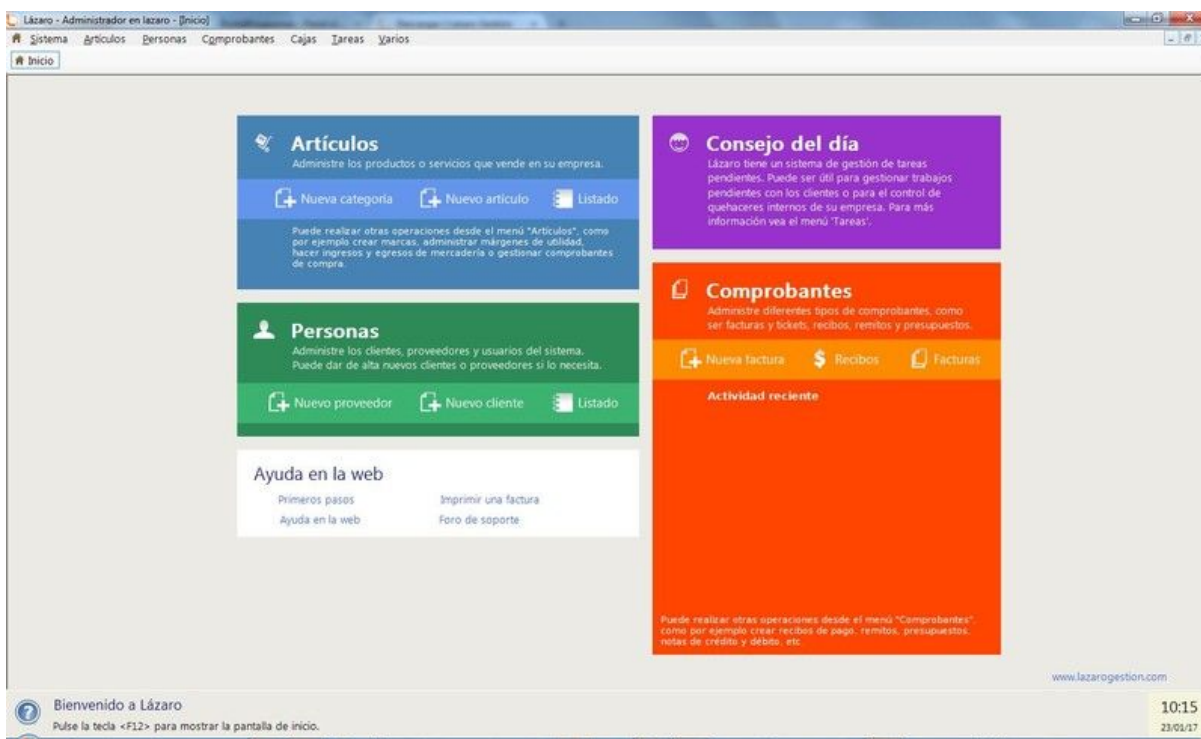 Lázaro - Administrador en lazaro - [Inicio]
Sistema Artículos Personas Comprobantes Cajas Tareas Varios
Inicio
Artículos
Administre los productos o servicios que vende en su empresa.
Nueva categoría Nuevo artículo Listado
Puede realizar otras operaciones desde el menú "Artículos", como
por ejemplo crear marcas, administrar márgenes de utilidad,
hacer ingresos y egresos de mercadería o gestionar comprobantes
de compra.
Personas
Administre los clientes, proveedores y usuarios del sistema.
Puede dar de alta nuevos clientes o proveedores si lo necesita.
Nuevo proveedor Nuevo cliente Listado
Ayuda en la web
Primeros pasos Imprimir una factura
Ayuda en la web Foro de soporte
Consejo del día
Lázaro tiene un sistema de gestión de tareas
pendientes. Puede ser útil para gestionar trabajos
pendientes con los clientes o para el control de
quehaceres internos de su empresa. Para más
información vea el menú 'Tareas'.
Comprobantes
Administre diferentes tipos de comprobantes, como
ser facturas y tickets, recibos, remitos y presupuestos.
Nueva factura Recibos Facturas
Actividad reciente
Puede realizar otras operaciones desde el menú "Comprobantes",
como por ejemplo crear recibos de pago, remitos, presupuestos,
notas de crédito y débito, etc.
www.lazarogestion.com
Bienvenido a Lázaro
Pulse la tecla <F12> para mostrar la pantalla de inicio.
10:15
23/01/17